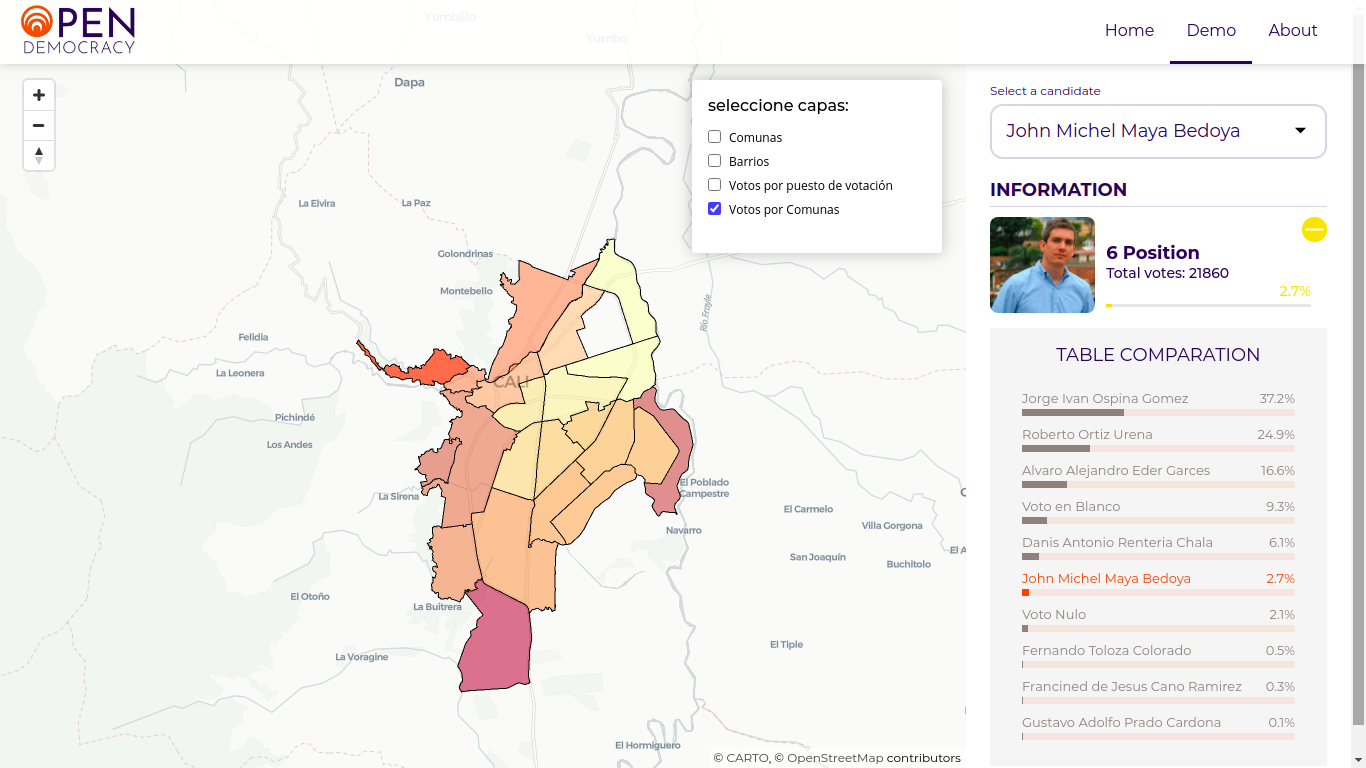 OPEN
DEMOCRACY
Home
Demo
About
Yumbillo
Yumbo
Dapa
La Elvira
La Paz
Golondrinas
Montebello
Río Frayle
Felidia
La Leonera
CALI
Pichindé
Los Andes
La Sirena
El Poblado
Campestre
Navarro
El Carmelo
Villa Gorgona
San Joaquín
Buchitolo
El Otoño
La Buitrera
El Tiple
La Voragine
El Hormiguero
seleccione capas:
Comunas
Barrios
Votos por puesto de votación
Votos por Comunas
© CARTO, © OpenStreetMap contributors
Select a candidate
John Michel Maya Bedoya
INFORMATION
6 Position
Total votes: 21860
2.7%
TABLE COMPARATION
Jorge Ivan Ospina Gomez 37.2%
Roberto Ortiz Urena 24.9%
Alvaro Alejandro Eder Garces 16.6%
Voto en Blanco 9.3%
Danis Antonio Renteria Chala 6.1%
John Michel Maya Bedoya 2.7%
Voto Nulo 2.1%
Fernando Toloza Colorado 0.5%
Francined de Jesus Cano Ramirez 0.3%
Gustavo Adolfo Prado Cardona 0.1%